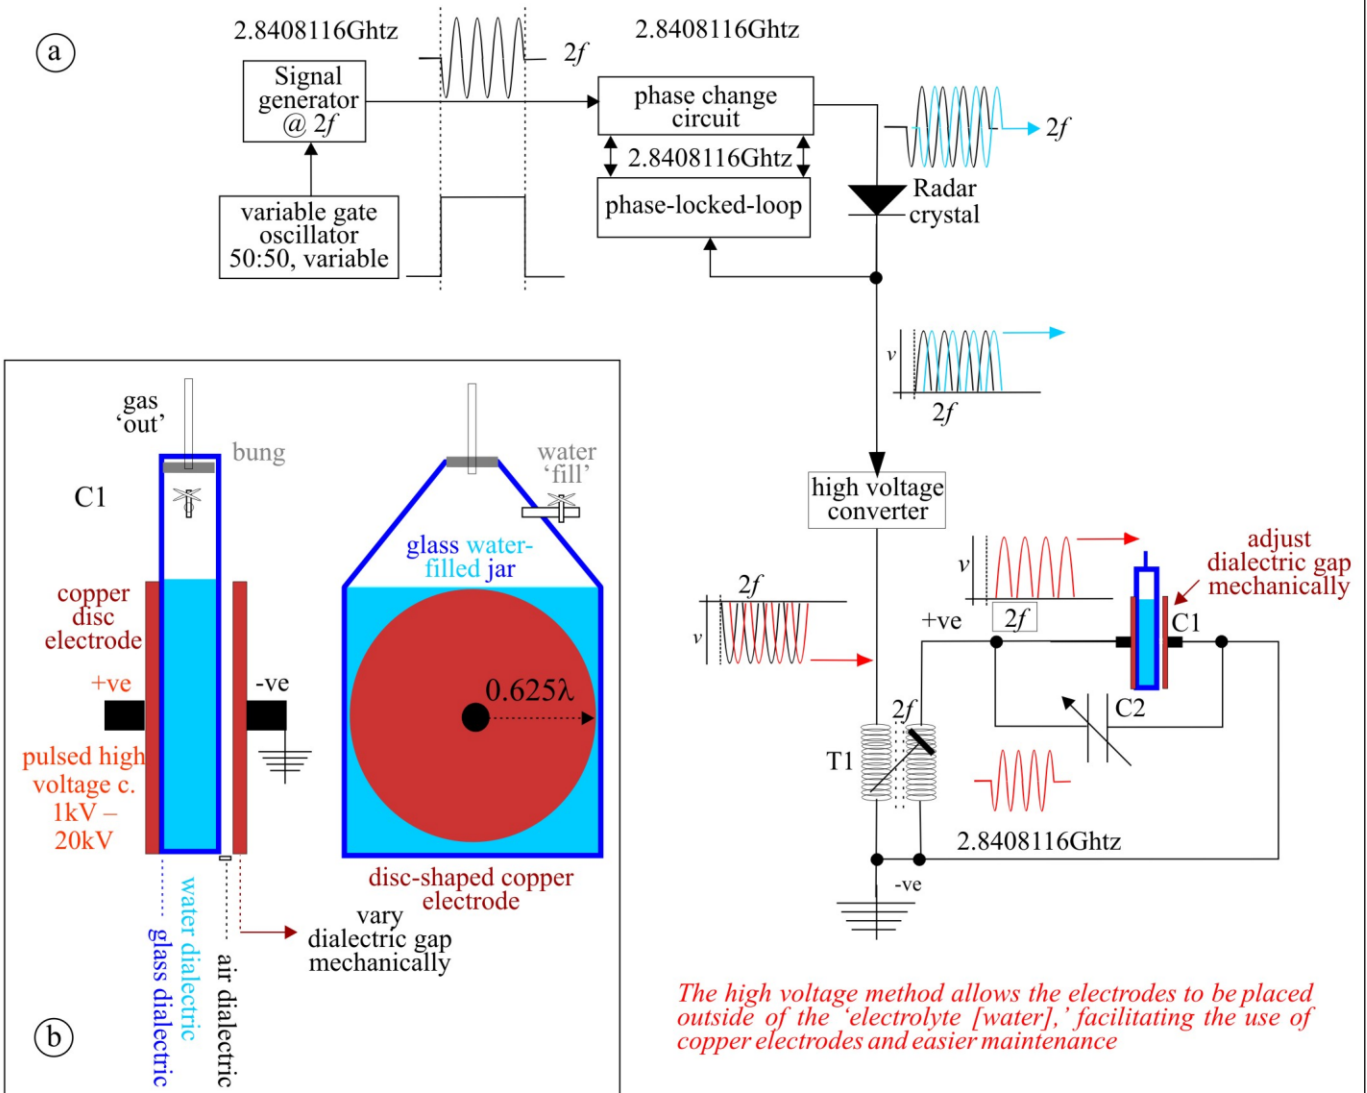 a
2.8408116Ghtz
2f
2.8408116Ghtz
Signal
generator
@ 2f
phase change
circuit
2f
2.8408116Ghtz
variable gate
oscillator
50:50, variable
phase-locked-loop
Radar
crystal
v
2f
high voltage
converter
2f
v
v
2f
adjust
dialectric gap
mechanically
+ve
C1
C2
2f
T1
2.8408116Ghtz
-ve
The high voltage method allows the electrodes to be placed
outside of the ‘electrolyte [water],’ facilitating the use of
copper electrodes and easier maintenance
gas
‘out’
bung
water
‘fill’
C1
glass water-
filled jar
copper
disc
electrode
+ve
-ve
0.625λ
pulsed high
voltage c.
1kV –
20kV
disc-shaped copper
electrode
vary
dialectric gap
mechanically
glass dialectric
water dialectric
air dialectric
b